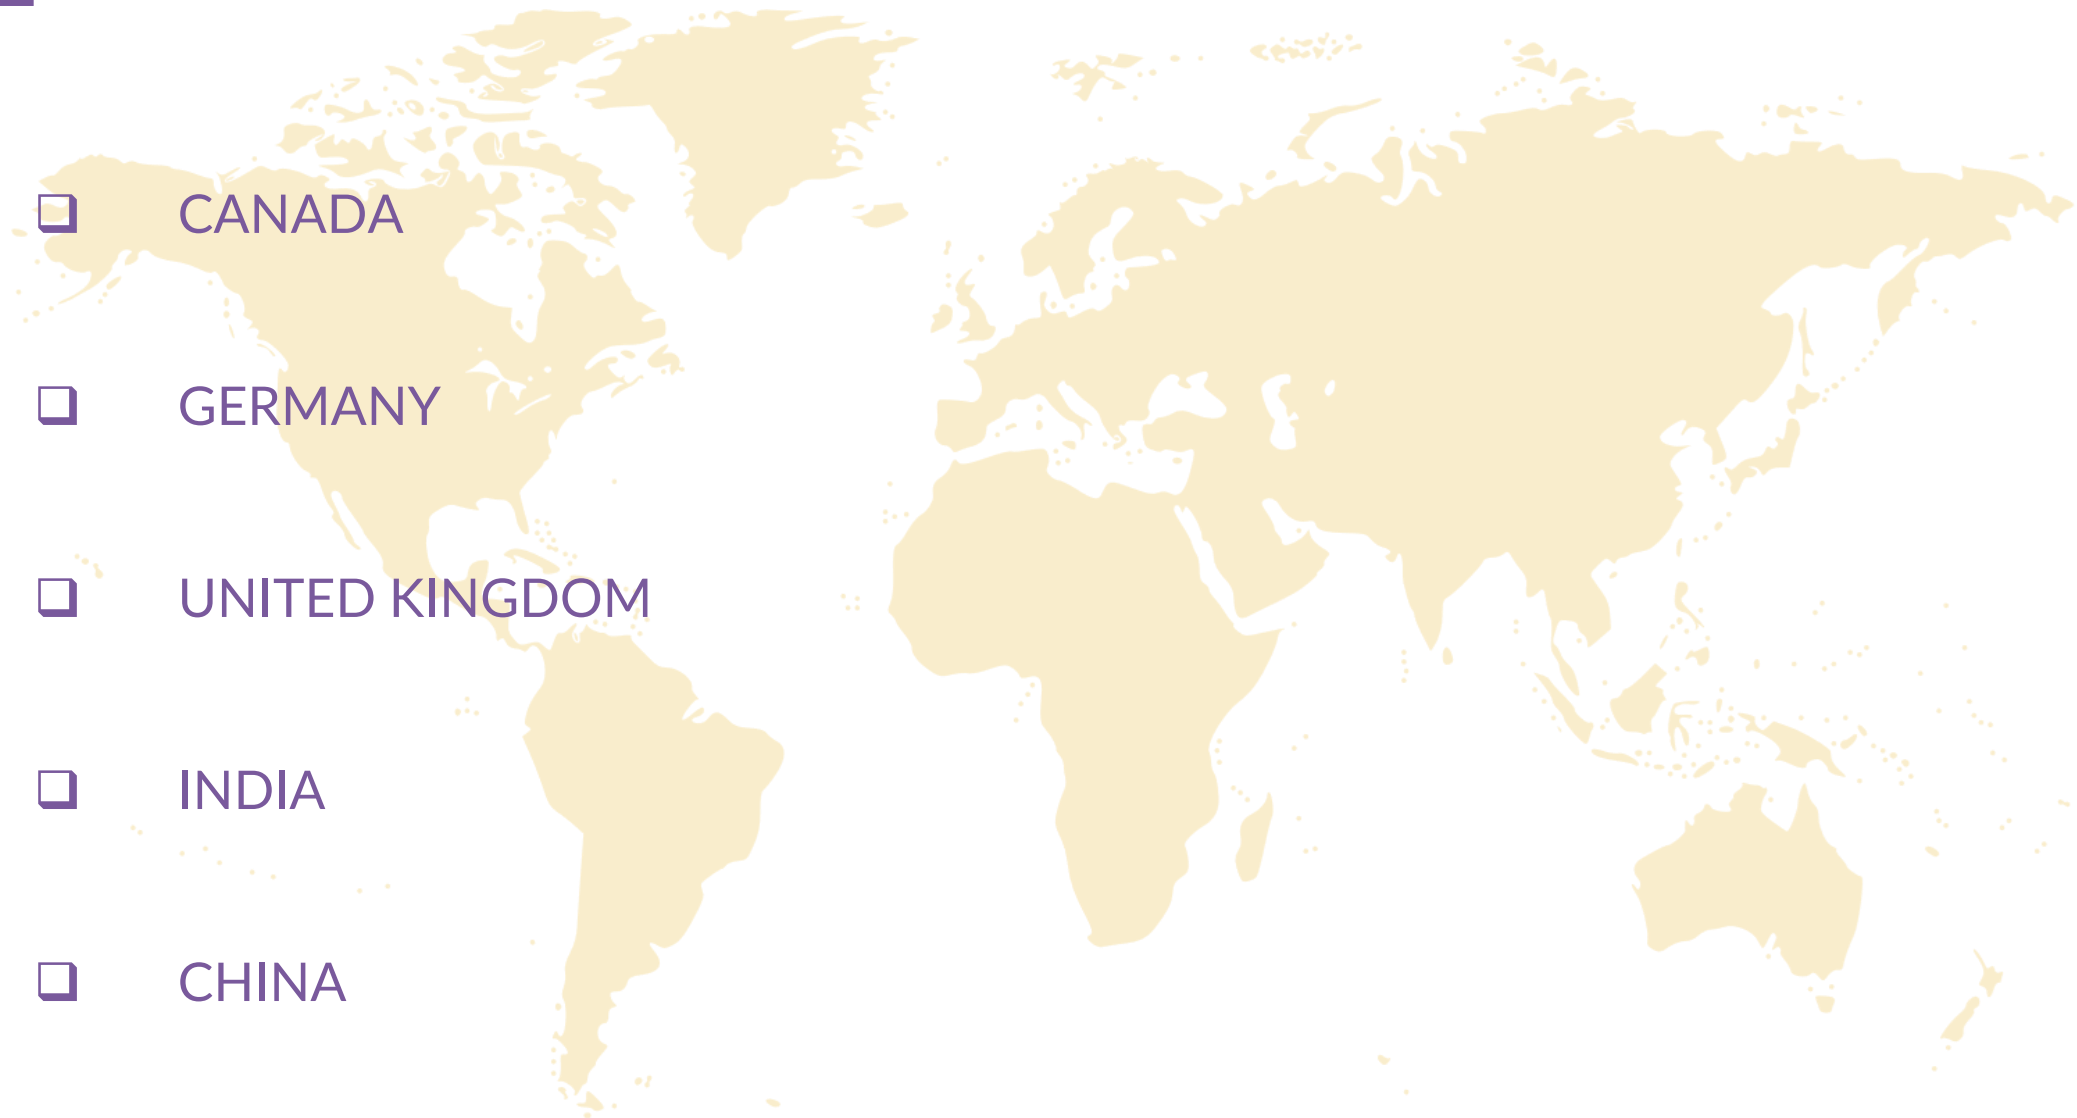 ❑ CANADA
❑ GERMANY
❑ UNITED KINGDOM
❑ INDIA
❑ CHINA